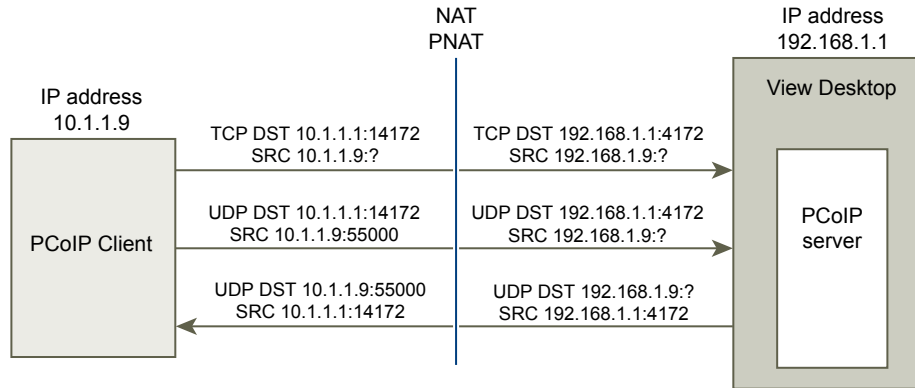 NAT
PNAT
IP address
192.168.1.1
View Desktop
IP address
10.1.1.9
TCP DST 10.1.1.1:14172
SRC 10.1.1.9:?
TCP DST 192.168.1.1:4172
SRC 192.168.1.9:?
PCoIP Client
UDP DST 10.1.1.1:14172
SRC 10.1.1.9:55000
UDP DST 192.168.1.1:4172
SRC 192.168.1.9:?
PCoIP
server
UDP DST 10.1.1.9:55000
SRC 10.1.1.1:14172
UDP DST 192.168.1.9:?
SRC 192.168.1.1:4172